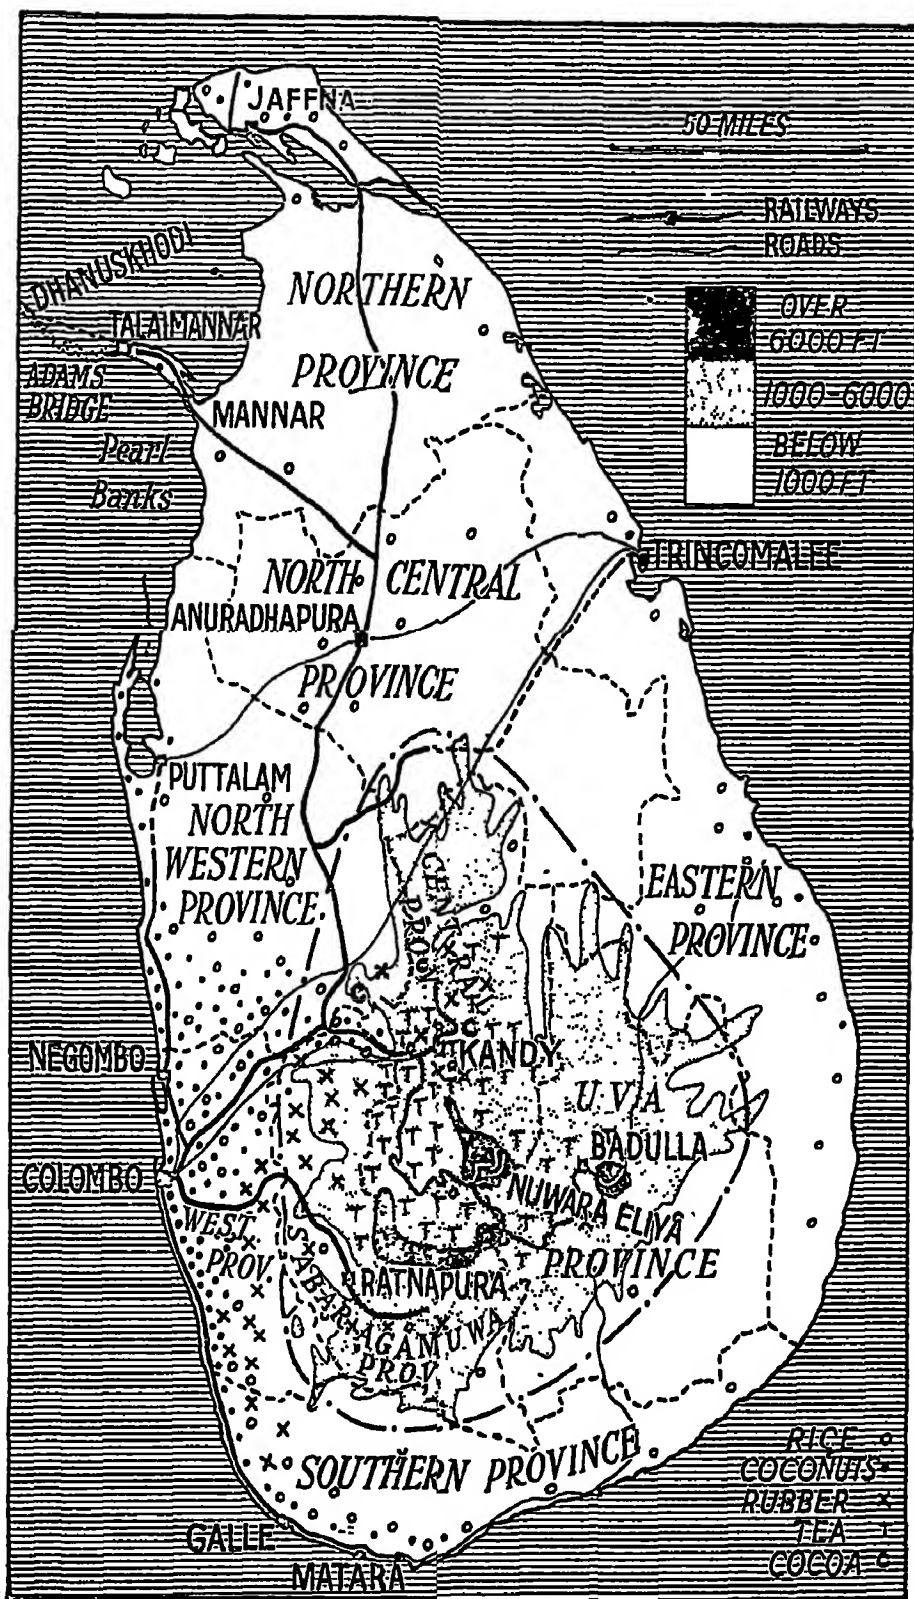 JAFFNA
50 MILES
RAILWAYS
ROADS
DHANUSKHODI
NORTHERN
PROVINCE
OVER
6000 FT
1000-6000
BELOW
1000 FT
TALAIMANNAR
ADAMS
BRIDGE
MANNAR
Pearl
Banks
TRINCOMALEE
NORTH CENTRAL
ANURADHAPURA
PROVINCE
PUTTALAM
NORTH
WESTERN
PROVINCE
CENTRAL
PROV
EASTERN
PROVINCE
NEGOMBO
KANDY
UVA
BADULLA
COLOMBO
NUWARA ELIYA
PROVINCE
WEST
PROV
RATNAPURA
SABARAGAMUWA
PROV
SOUTHERN PROVINCE
GALLE
MATARA
RICE o
COCONUTS •
RUBBER x
TEA T
COCOA C